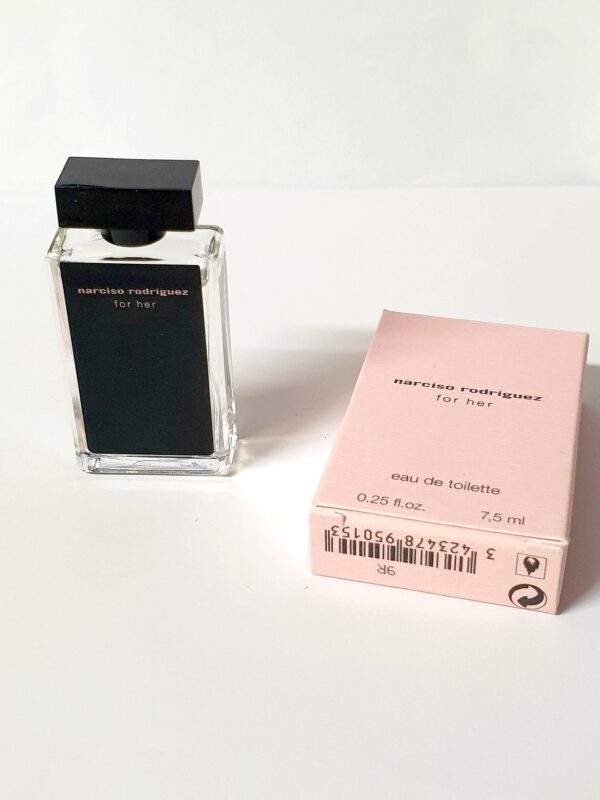 narciso rodriguez
for her
narciso rodriguez
for her
eau de toilette
0.25 fl.oz. 7,5 ml
3 423478 950153
9R